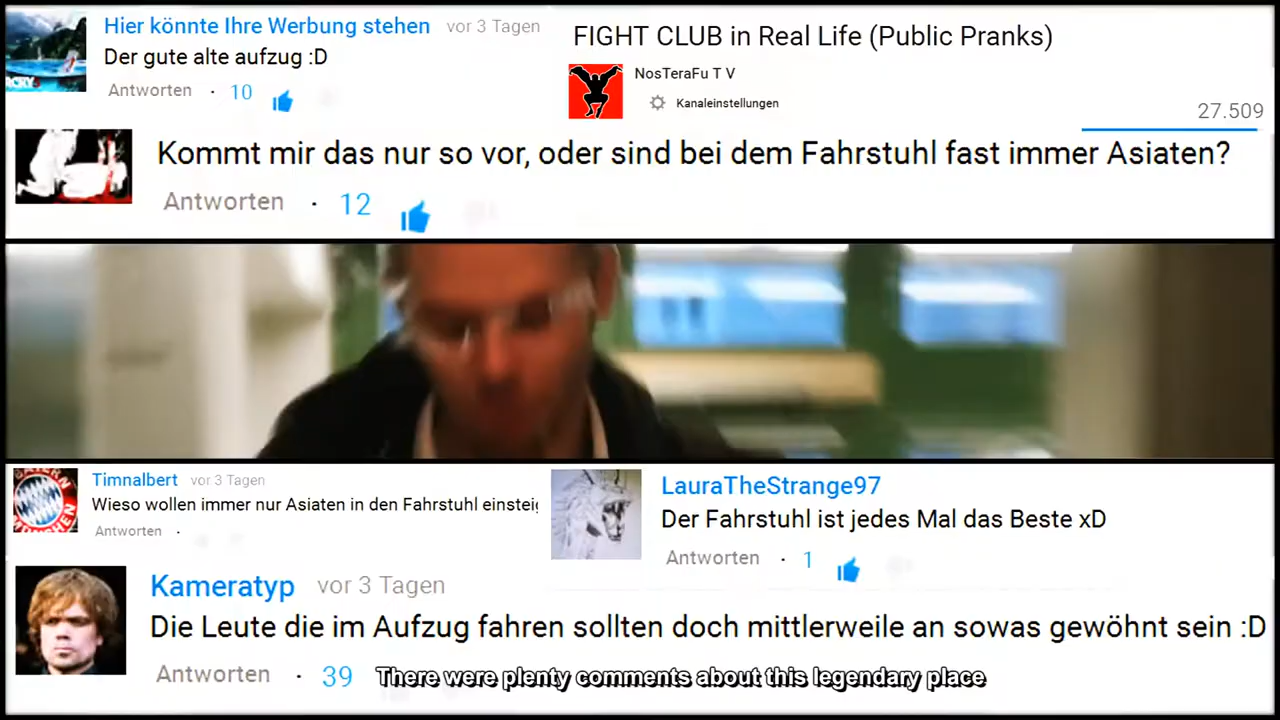 Hier könnte Ihre Werbung stehen vor 3 Tagen
Der gute alte aufzug :D
Antworten · 10
FIGHT CLUB in Real Life (Public Pranks)
NosTeraFu T V
Kanaleinstellungen
27.509
Kommt mir das nur so vor, oder sind bei dem Fahrstuhl fast immer Asiaten?
Antworten · 12
Timnalbert vor 3 Tagen
Wieso wollen immer nur Asiaten in den Fahrstuhl einsteig
Antworten ·
LauraTheStrange97
Der Fahrstuhl ist jedes Mal das Beste xD
Antworten · 1
Kameratyp vor 3 Tagen
Die Leute die im Aufzug fahren sollten doch mittlerweile an sowas gewöhnt sein :D
Antworten · 39
There were plenty comments about this legendary place